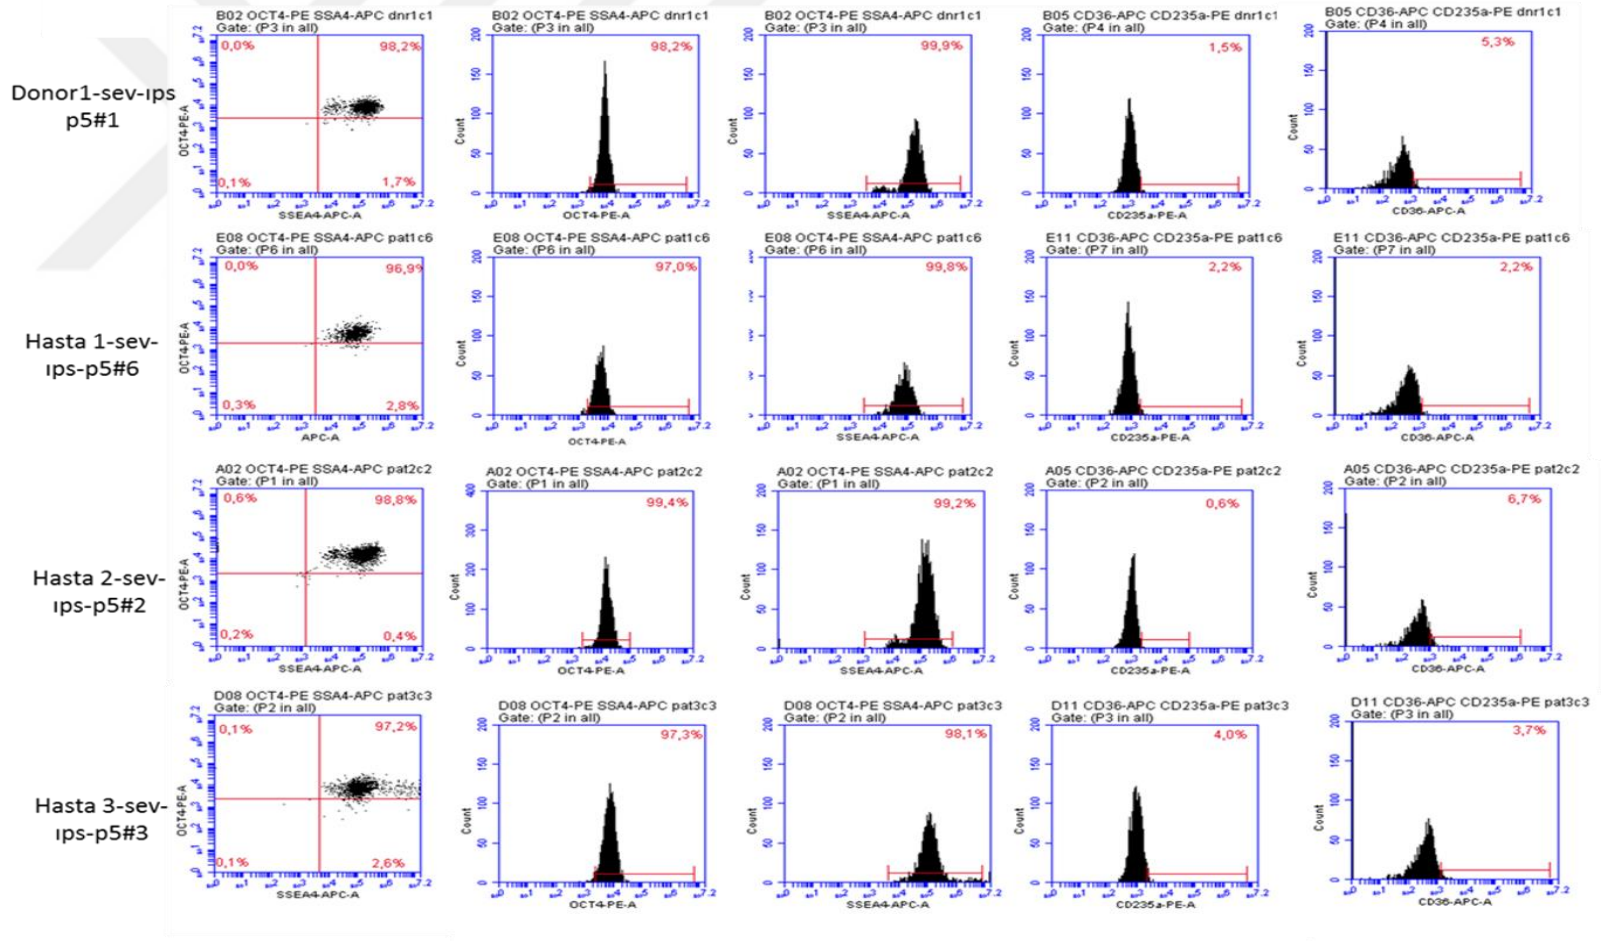 Donor1-sev-ıps
p5#1
B02 OCT4-PE SSA4-APC dnr1c1
Gate: (P3 in all)
0,0%
98,2%
0,1%
1,7%
OCT4-PE-A
SSEA4-APC-A
B02 OCT4-PE SSA4-APC dnr1c1
Gate: (P3 in all)
98,2%
Count
OCT4-PE-A
B02 OCT4-PE SSA4-APC dnr1c1
Gate: (P3 in all)
99,9%
Count
SSEA4-APC-A
B05 CD36-APC CD235a-PE dnr1c1
Gate: (P4 in all)
1,5%
Count
CD235a-PE-A
B05 CD36-APC CD235a-PE dnr1c1
Gate: (P4 in all)
5,3%
Count
CD36-APC-A
Hasta 1-sev-
ıps-p5#6
E08 OCT4-PE SSA4-APC pat1c6
Gate: (P6 in all)
0,0%
96,9%
0,3%
2,8%
OCT4-PE-A
APC-A
E08 OCT4-PE SSA4-APC pat1c6
Gate: (P6 in all)
97,0%
Count
OCT4-PE-A
E08 OCT4-PE SSA4-APC pat1c6
Gate: (P6 in all)
99,8%
Count
SSEA4-APC-A
E11 CD36-APC CD235a-PE pat1c6
Gate: (P7 in all)
2,2%
Count
CD235a-PE-A
E11 CD36-APC CD235a-PE pat1c6
Gate: (P7 in all)
2,2%
Count
CD36-APC-A
Hasta 2-sev-
ıps-p5#2
A02 OCT4-PE SSA4-APC pat2c2
Gate: (P1 in all)
0,6%
98,8%
0,2%
0,4%
OCT4-PE-A
SSEA4-APC-A
A02 OCT4-PE SSA4-APC pat2c2
Gate: (P1 in all)
99,4%
Count
OCT4-PE-A
A02 OCT4-PE SSA4-APC pat2c2
Gate: (P1 in all)
99,2%
Count
SSEA4-APC-A
A05 CD36-APC CD235a-PE pat2c2
Gate: (P2 in all)
0,6%
Count
CD235a-PE-A
A05 CD36-APC CD235a-PE pat2c2
Gate: (P2 in all)
6,7%
Count
CD36-APC-A
Hasta 3-sev-
ıps-p5#3
D08 OCT4-PE SSA4-APC pat3c3
Gate: (P2 in all)
0,1%
97,2%
0,1%
2,6%
OCT4-PE-A
SSEA4-APC-A
D08 OCT4-PE SSA4-APC pat3c3
Gate: (P2 in all)
97,3%
Count
OCT4-PE-A
D08 OCT4-PE SSA4-APC pat3c3
Gate: (P2 in all)
98,1%
Count
SSEA4-APC-A
D11 CD36-APC CD235a-PE pat3c3
Gate: (P3 in all)
4,0%
Count
CD235a-PE-A
D11 CD36-APC CD235a-PE pat3c3
Gate: (P3 in all)
3,7%
Count
CD36-APC-A